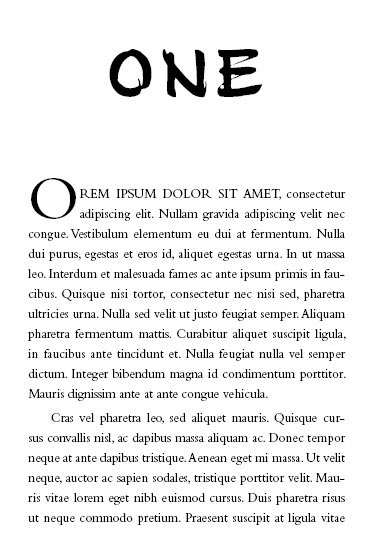 ONE
OREM IPSUM DOLOR SIT AMET, consectetur
adipiscing elit. Nullam gravida adipiscing velit nec
congue. Vestibulum elementum eu dui at fermentum. Nulla
dui purus, egestas et eros id, aliquet egestas urna. In ut massa
leo. Interdum et malesuada fames ac ante ipsum primis in fau-
cibus. Quisque nisi tortor, consectetur nec nisi sed, pharetra
ultricies urna. Nulla sed velit ut justo feugiat semper. Aliquam
pharetra fermentum mattis. Curabitur aliquet suscipit ligula,
in faucibus ante tincidunt et. Nulla feugiat nulla vel semper
dictum. Integer bibendum magna id condimentum porttitor.
Mauris dignissim ante at ante congue vehicula.
Cras vel pharetra leo, sed aliquet mauris. Quisque cur-
sus convallis nisl, ac dapibus massa aliquam ac. Donec tempor
neque at ante dapibus tristique. Aenean eget mi massa. Ut velit
neque, auctor ac sapien sodales, tristique porttitor velit. Mau-
ris vitae lorem eget nibh euismod cursus. Duis pharetra risus
ut neque commodo pretium. Praesent suscipit at ligula vitae